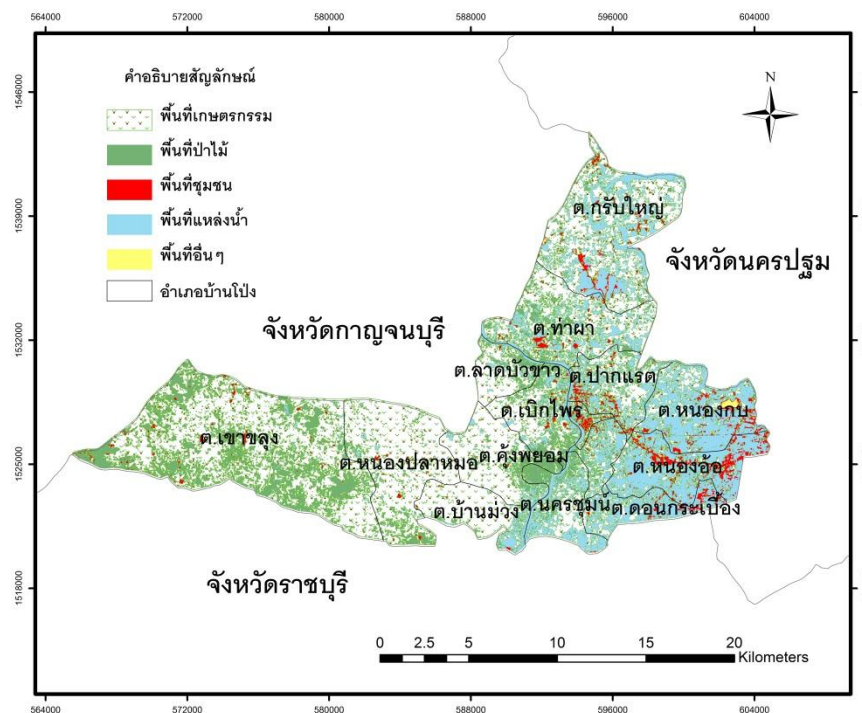 564000 572000 580000 588000 596000 604000
1546000
1539000
1532000
1525000
1518000
คำอธิบายสัญลักษณ์
พื้นที่เกษตรกรรม
พื้นที่ป่าไม้
พื้นที่ชุมชน
พื้นที่แหล่งน้ำ
พื้นที่อื่นๆ
อำเภอบ้านโป่ง
N
ต.กรับใหญ่
จังหวัดนครปฐม
จังหวัดกาญจนบุรี
ต.ท่าผา
ต.ลาดบัวขาว
ต.ปากแรต
ต.เบิกไพร
ต.หนองกบ
ต.เขาขลุง
ต.หนองปลาหมอ
ต.คุ้งพยอม
ต.หนองอ้อ
ต.บ้านม่วง
ต.นครชุมน์
ต.ดอนกระเบื้อง
จังหวัดราชบุรี
0 2.5 5 10 15 20
Kilometers
564000 572000 580000 588000 596000 604000
1546000
1539000
1532000
1525000
1518000